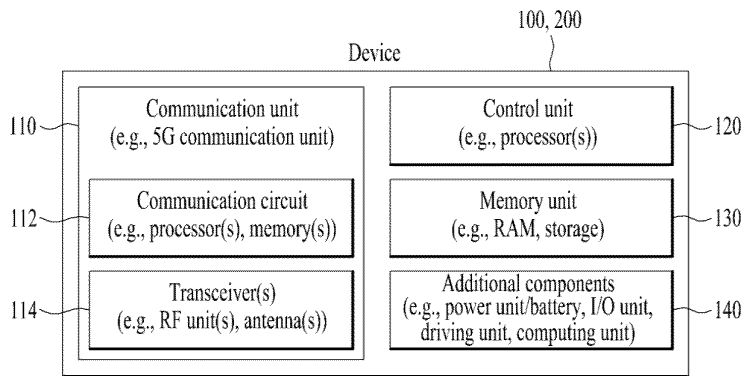 100, 200
Device
110
Communication unit
(e.g., 5G communication unit)
Control unit
(e.g., processor(s))
120
112
Communication circuit
(e.g., processor(s), memory(s))
Memory unit
(e.g., RAM, storage)
130
114
Transceiver(s)
(e.g., RF unit(s), antenna(s))
Additional components
(e.g., power unit/battery, I/O unit,
driving unit, computing unit)
140